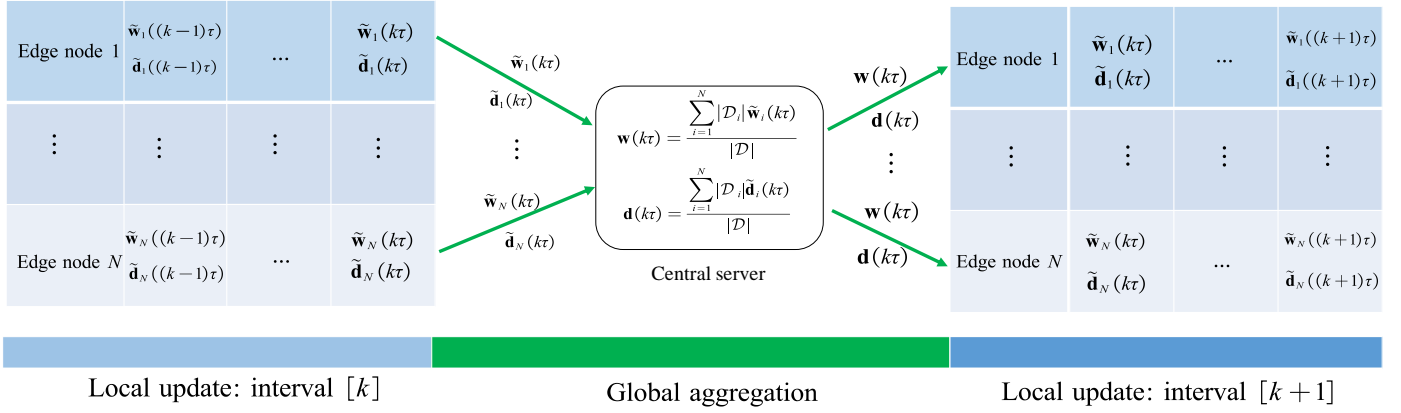 Edge node 1 w̃₁((k−1)τ) d̃₁((k−1)τ) ... w̃₁(kτ) d̃₁(kτ)
⋮ ⋮ ⋮
Edge node N w̃_N((k−1)τ) d̃_N((k−1)τ) ... w̃_N(kτ) d̃_N(kτ)
w̃₁(kτ)
d̃₁(kτ)
⋮
w̃_N(kτ)
d̃_N(kτ)
w(kτ) = ∑_{i=1}^{N} |𝒟_i| w̃_i(kτ) / |𝒟|
d(kτ) = ∑_{i=1}^{N} |𝒟_i| d̃_i(kτ) / |𝒟|
Central server
w(kτ)
d(kτ)
⋮
w(kτ)
d(kτ)
Edge node 1 w̃₁(kτ) d̃₁(kτ) ... w̃₁((k+1)τ) d̃₁((k+1)τ)
⋮ ⋮ ⋮ ⋮
Edge node N w̃_N(kτ) d̃_N(kτ) ... w̃_N((k+1)τ) d̃_N((k+1)τ)
Local update: interval [k]
Global aggregation
Local update: interval [k+1]